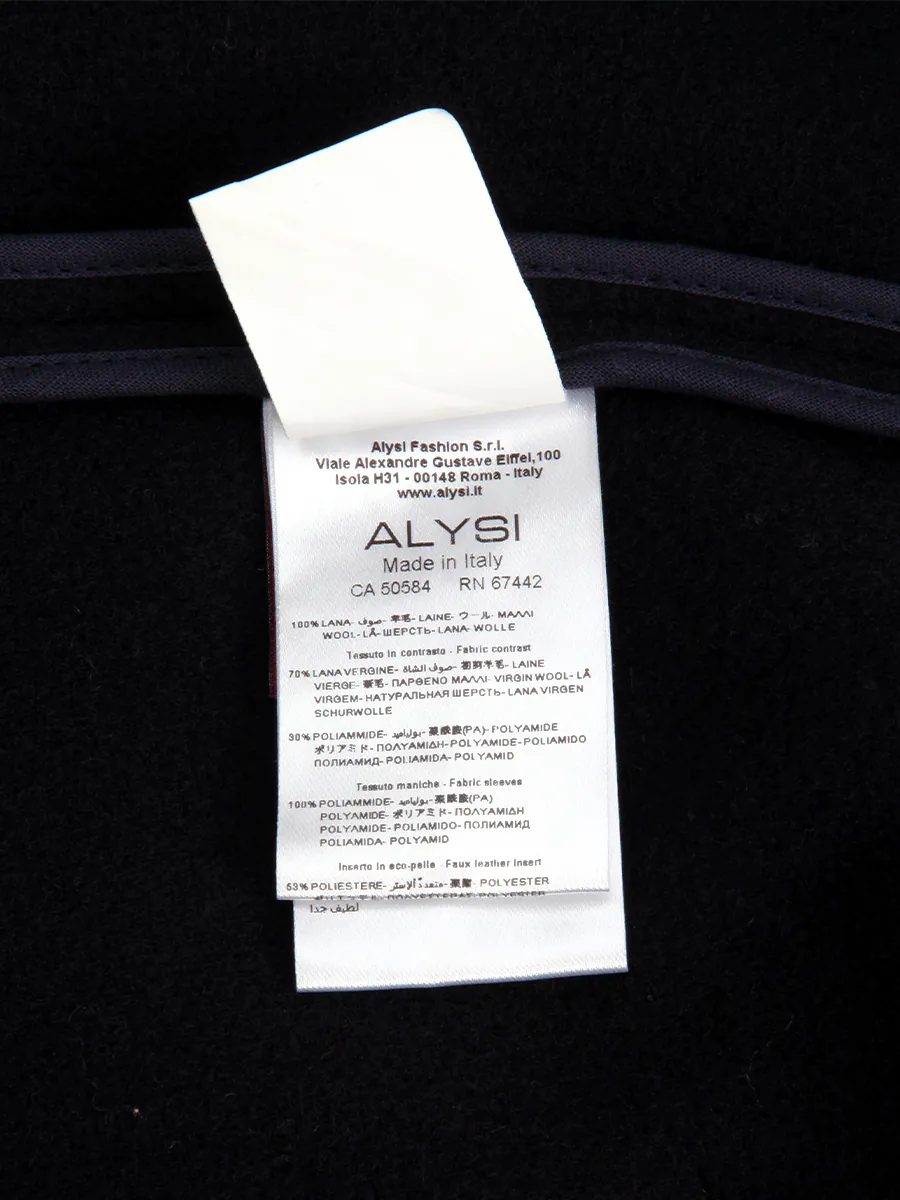 Alysi Fashion S.r.l.
Viale Alexandre Gustave Eiffel,100
Isola H31 - 00148 Roma - Italy
www.alysi.it
ALYSI
Made in Italy
CA 50584 RN 67442
100% LANA- صوف -羊毛- LAINE- ウール- ΜΑΛΛΙ
WOOL- LÅ- ШЕРСТЬ- LANA- WOLLE
Tessuto in contrasto - Fabric contrast
70% LANA VERGINE- صوف الشاة -初剪羊毛- LAINE
VIERGE- 新毛- ΠΑΡΘΕΝΟ ΜΑΛΛΙ- VIRGIN WOOL- LÅ
VIRGEM- НАТУРАЛЬНАЯ ШЕРСТЬ- LANA VIRGEN
SCHURWOLLE
30% POLIAMMIDE- بولياميد -聚酰胺(PA)- POLYAMIDE
ポリアミド- ΠΟΛΥΑΜΙΔΗ- POLYAMIDE- POLIAMIDO
ПОЛИАМИД- POLIAMIDA- POLYAMID
Tessuto maniche - Fabric sleeves
100% POLIAMMIDE- بولياميد -聚酰胺(PA)
POLYAMIDE- ポリアミド- ΠΟΛΥΑΜΙΔΗ
POLYAMIDE- POLIAMIDO- ПОЛИАМИД
POLIAMIDA- POLYAMID
Inserto in eco-pelle - Faux leather insert
53% POLIESTERE- متعدد الإستر -聚酯- POLYESTER
لطيف جدا